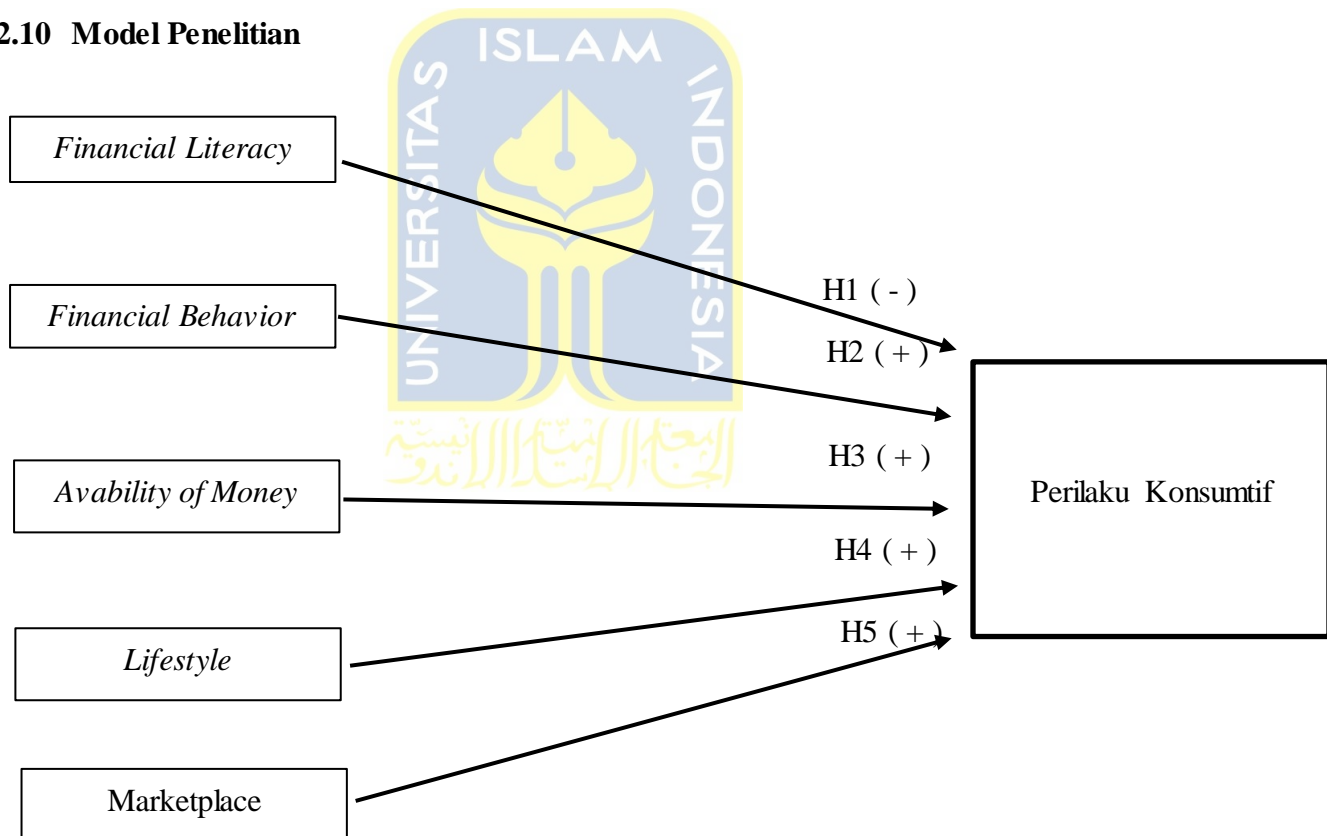 2.10 Model Penelitian
UNIVERSITAS
ISLAM
INDONESIA
Financial Literacy
H1 ( - )
Financial Behavior
H2 ( + )
H3 ( + )
Avability of Money
Perilaku Konsumtif
H4 ( + )
H5 ( + )
Lifestyle
Marketplace